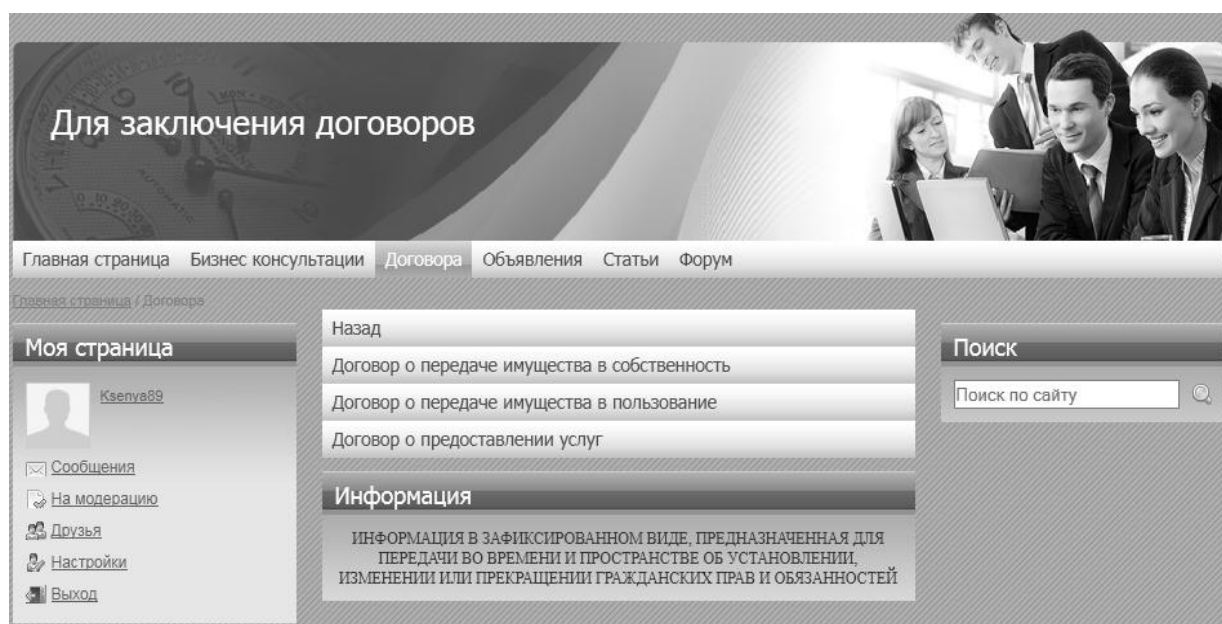 Для заключения договоров
Главная страница Бизнес консультации Договора Объявления Статьи Форум
Главная страница / Договора
Моя страница
Ksenya89
Сообщения
На модерацию
Друзья
Настройки
Выход
Назад
Договор о передаче имущества в собственность
Договор о передаче имущества в пользование
Договор о предоставлении услуг
Информация
ИНФОРМАЦИЯ В ЗАФИКСИРОВАННОМ ВИДЕ, ПРЕДНАЗНАЧЕННАЯ ДЛЯ
ПЕРЕДАЧИ ВО ВРЕМЕНИ И ПРОСТРАНСТВЕ ОБ УСТАНОВЛЕНИИ,
ИЗМЕНЕНИИ ИЛИ ПРЕКРАЩЕНИИ ГРАЖДАНСКИХ ПРАВ И ОБЯЗАННОСТЕЙ
Поиск
Поиск по сайту